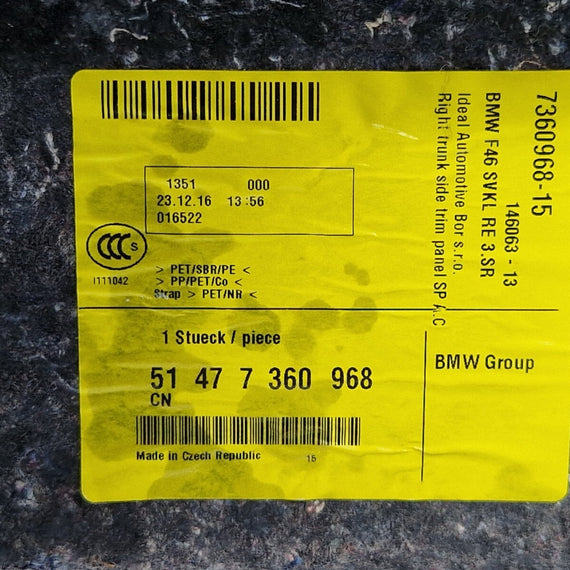 1351 000
23.12.16 13:56
016522
CCC S
I111042
> PET/SBR/PE <
> PP/PET/Co <
Strap > PET/NR <
1 Stueck / piece
51 47 7 360 968
CN
Made in Czech Republic 15
7360968-15
146063 - 13
BMW F46 SVKL RE 3.SR
Ideal Automotive Bor s.r.o.
Right trunk side trim panel SP A.C
BMW Group